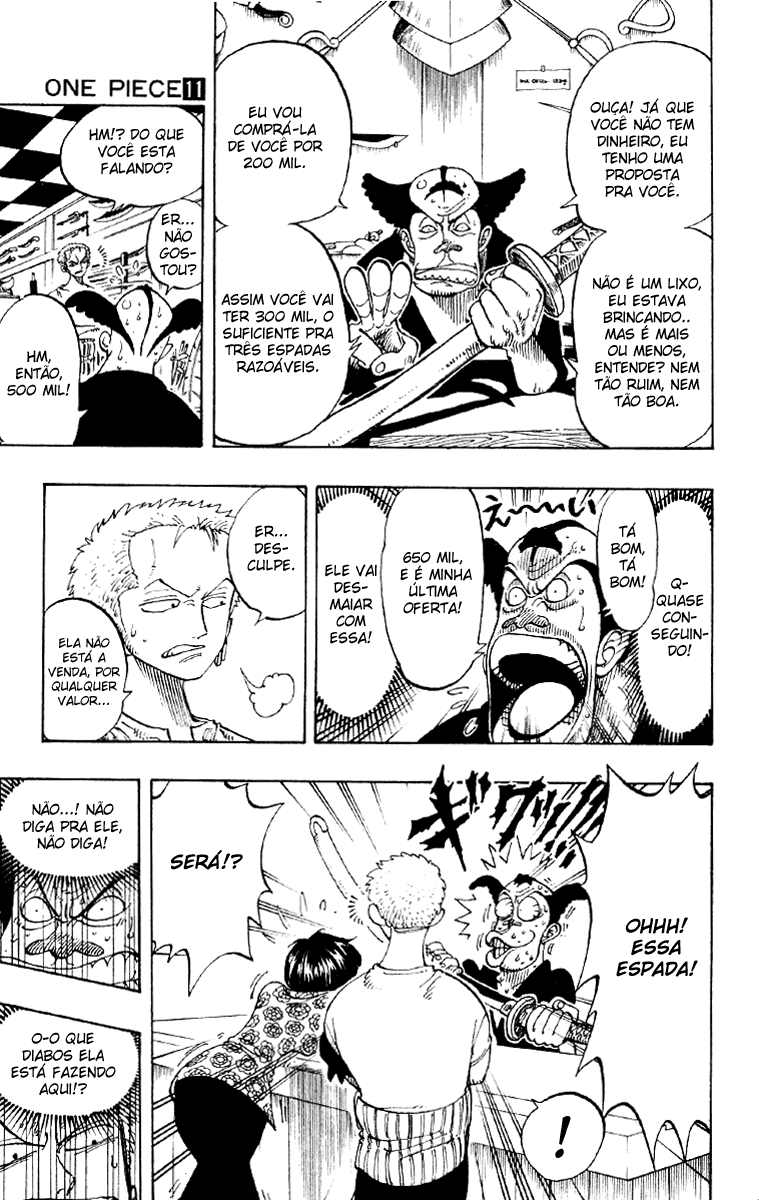 ONE PIECE 11
OUÇA! JÁ QUE
VOCÊ NÃO TEM
DINHEIRO, EU
TENHO UMA
PROPOSTA
PRA VOCÊ.
NÃO É UM LIXO,
EU ESTAVA
BRINCANDO..
MAS É MAIS
OU MENOS,
ENTENDE? NEM
TÃO RUIM, NEM
TÃO BOA.
EU VOU
COMPRÁ-LA
DE VOCÊ POR
200 MIL.
ASSIM VOCÊ VAI
TER 300 MIL, O
SUFICIENTE PRA
TRÊS ESPADAS
RAZOÁVEIS.
HM!? DO QUE
VOCÊ ESTA
FALANDO?
ER...
NÃO
GOS-
TOU?
HM,
ENTÃO,
500 MIL!
Q-
QUASE
CON-
SEGUIN-
DO!
TÁ
BOM,
TÁ
BOM!
え〜〜い
650 MIL,
E É MINHA
ÚLTIMA
OFERTA!
ELE VAI
DES-
MAIAR
COM
ESSA!
ER...
DES-
CULPE.
ELA NÃO
ESTÁ A
VENDA, POR
QUALQUER
VALOR...
OHHH!
ESSA
ESPADA!
ギクッ
SERÁ!?
!
NÃO...! NÃO
DIGA PRA ELE,
NÃO DIGA!
O-O QUE
DIABOS ELA
ESTÁ FAZENDO
AQUI!?